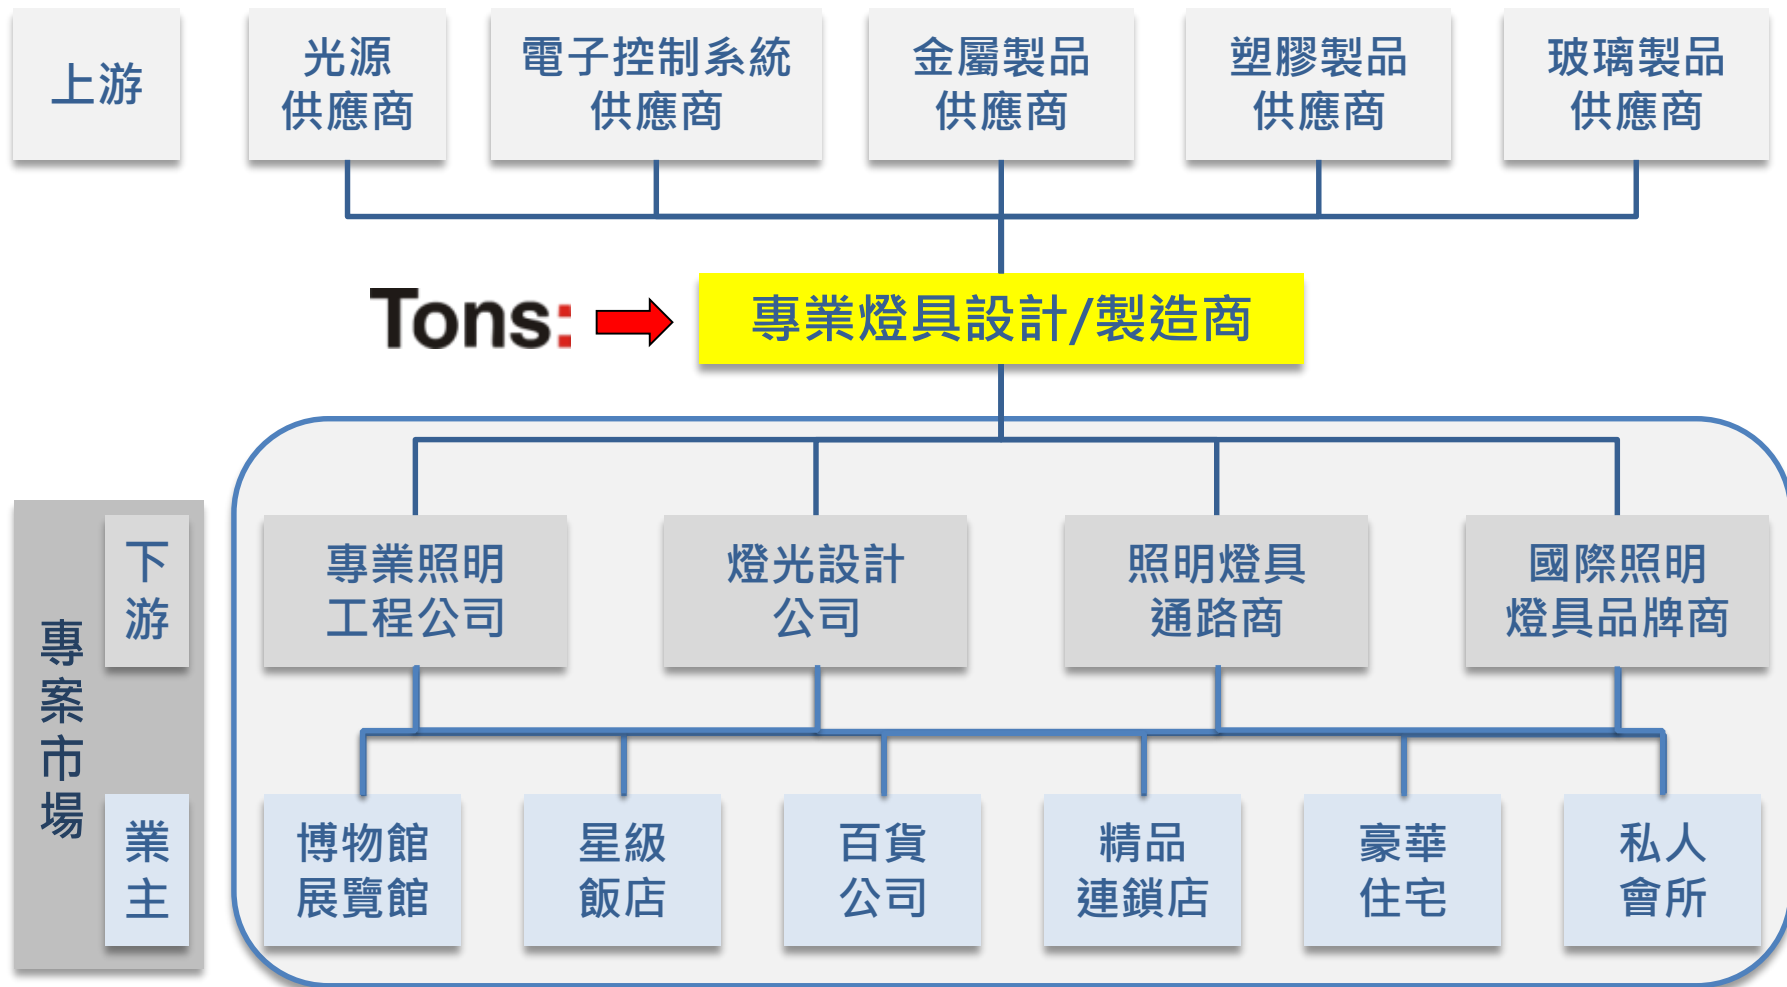 上游
光源
供應商
電子控制系統
供應商
金屬製品
供應商
塑膠製品
供應商
玻璃製品
供應商
Tons:
專業燈具設計/製造商
專案市場
下游
專業照明
工程公司
燈光設計
公司
照明燈具
通路商
國際照明
燈具品牌商
業主
博物館
展覽館
星級
飯店
百貨
公司
精品
連鎖店
豪華
住宅
私人
會所